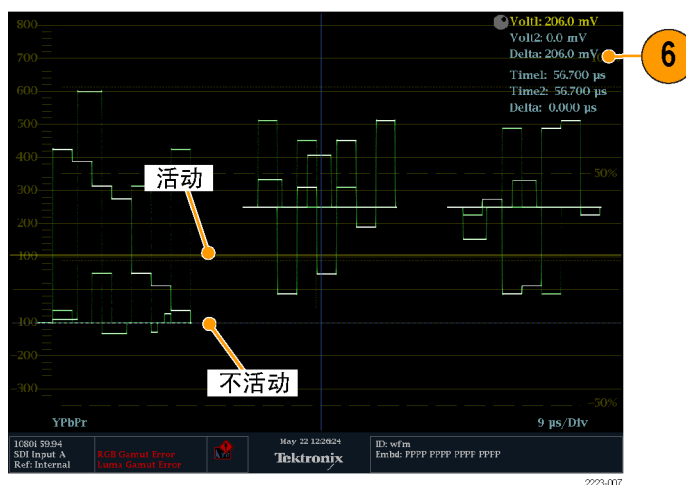 800
Volt1: 206.0 mV
Volt2: 0.0 mV
Delta: 206.0 mV
6
700
Time1: 56.700 µs
Time2: 56.700 µs
Delta: 0.000 µs
600
500
400
活动
50%
300
200
100
-100
-200
不活动
-300
-50%
YPbPr
9 µs/Div
1080i 59.94
SDI Input A
Ref: Internal
RGB Gamut Error
Luma Gamut Error
May 22 12:26:24
Tektronix
ID: wfm
Embd: PPPP PPPP PPPP PPPP
2223-007